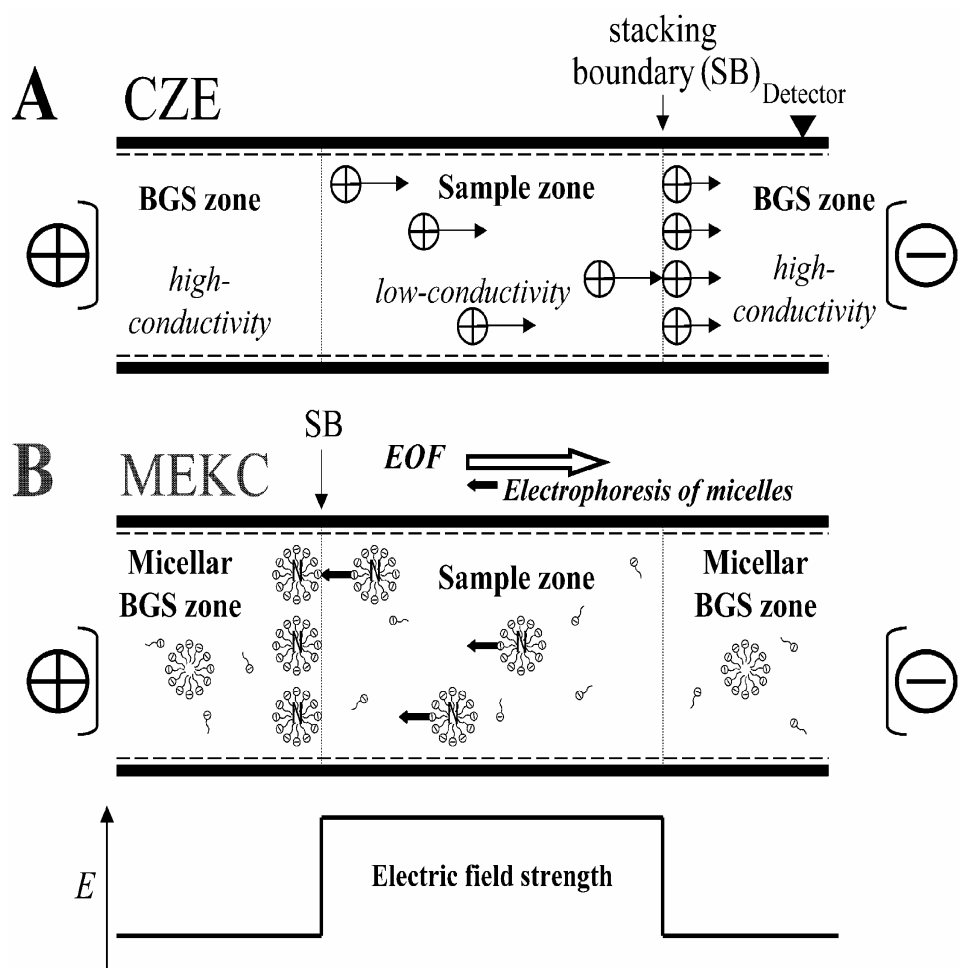 stacking
boundary (SB)
Detector
A CZE
BGS zone
Sample zone
BGS zone
high-
conductivity
low-conductivity
high-
conductivity
SB
B MEKC
EOF
Electrophoresis of micelles
Micellar
BGS zone
Sample zone
Micellar
BGS zone
N
N
N
N
N
N
E
Electric field strength